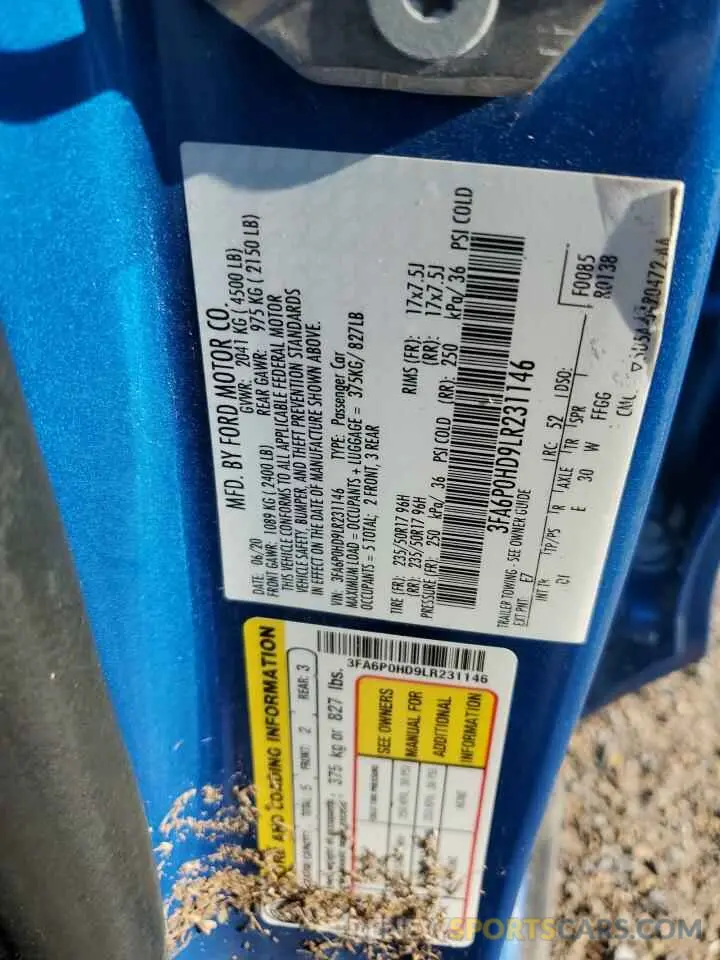 MFD. BY FORD MOTOR CO.
DATE: 06/20 GVWR: 2041 KG ( 4500 LB)
FRONT GAWR: 1089 KG ( 2400 LB) REAR GAWR: 975 KG ( 2150 LB)
THIS VEHICLE CONFORMS TO ALL APPLICABLE FEDERAL MOTOR
VEHICLE SAFETY, BUMPER, AND THEFT PREVENTION STANDARDS
IN EFFECT ON THE DATE OF MANUFACTURE SHOWN ABOVE.
VIN: 3FA6P0HD9LR231146 TYPE: Passenger Car
MAXIMUM LOAD = OCCUPANTS + LUGGAGE = 375KG/ 827LB
OCCUPANTS = 5 TOTAL; 2 FRONT, 3 REAR
TIRE (FR): 235/50R17 96H RIMS (FR): 17x7.5J
(RR): 235/50R17 96H (RR): 17x7.5J
PRESSURE (FR): 250 kPa/ 36 PSI COLD (RR): 250 kPa/ 36 PSI COLD
3FA6P0HD9LR231146
TRAILER TOWING - SEE OWNER GUIDE
EXT PNT: E7 RC: 52 DSO: F0085
INT TR TP/PS R AXLE TR SPR R0138
E 30 W FFGG
TIRE AND LOADING INFORMATION
TOTAL 5 FRONT 2 REAR: 3
375 kg or 827 lbs.
3FA6P0HD9LR231146
SEE OWNERS
MANUAL FOR
ADDITIONAL
INFORMATION
NONE
SPORTSCARS.COM